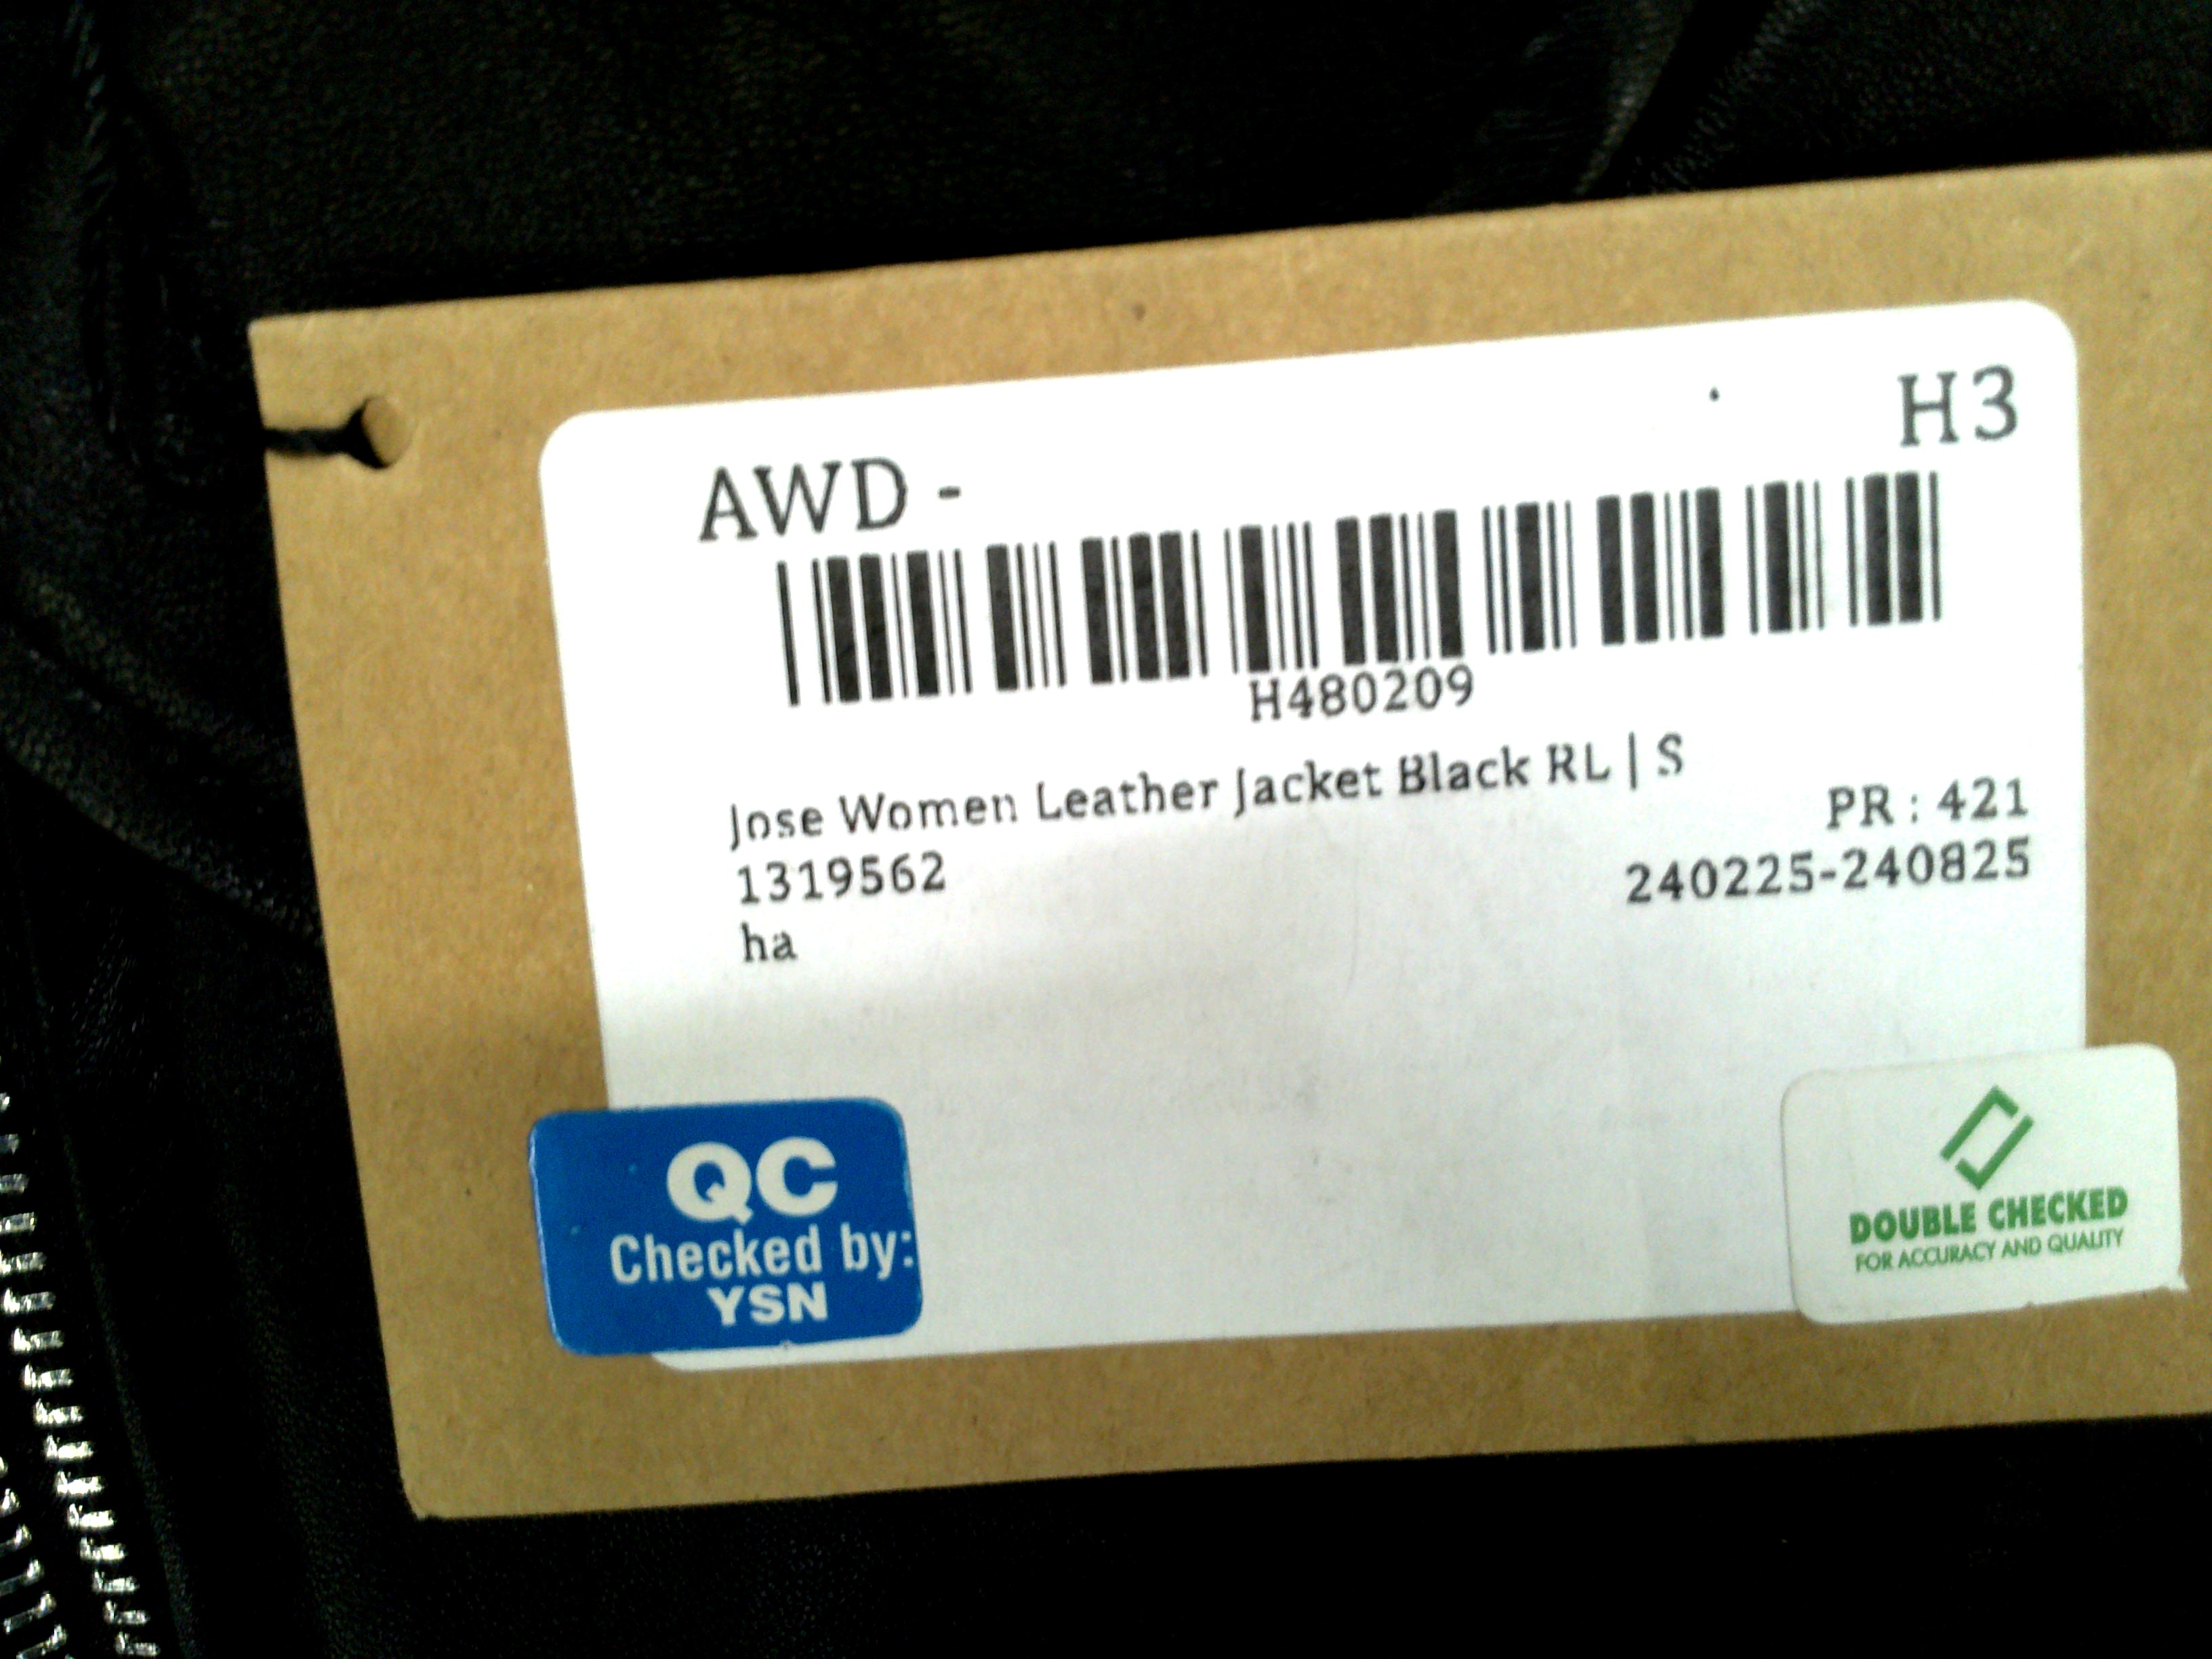 AWD - H3
H480209
Jose Women Leather Jacket Black RL | S
PR : 421
1319562 240225-240825
ha
QC
Checked by:
YSN
DOUBLE CHECKED
FOR ACCURACY AND QUALITY